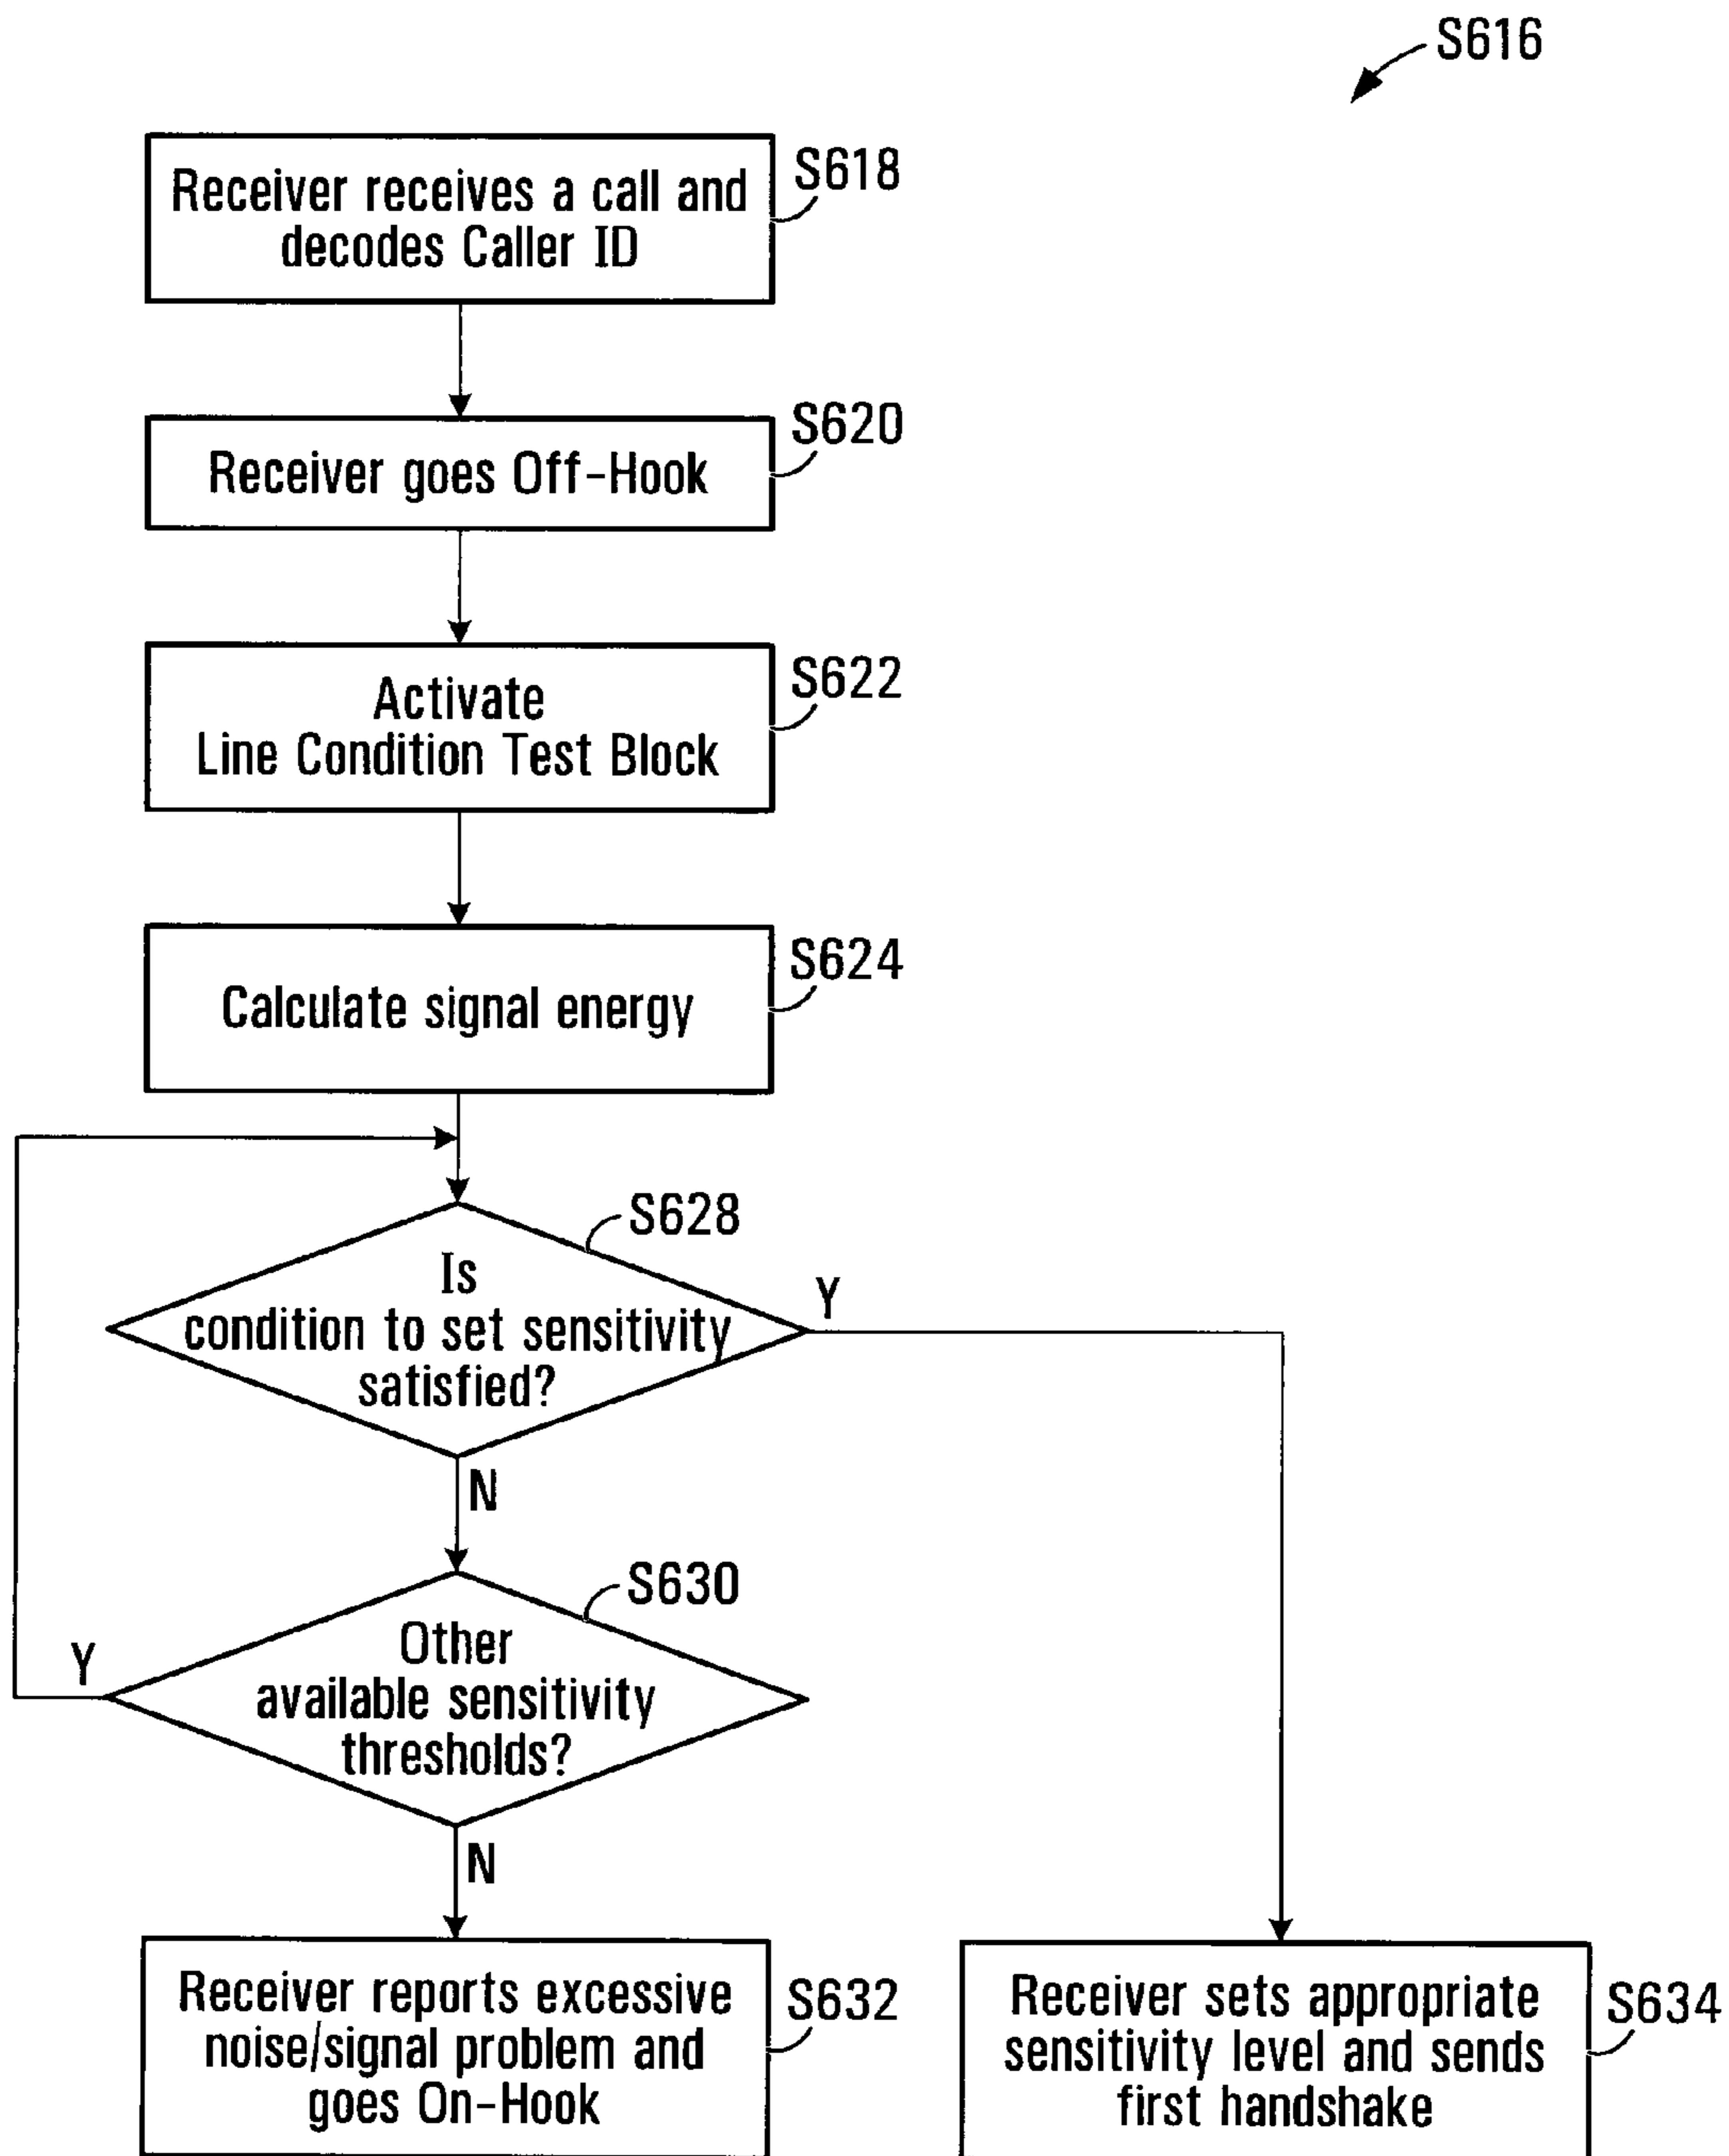 S616
Receiver receives a call and
decodes Caller ID
S618
Receiver goes Off-Hook
S620
Activate
Line Condition Test Block
S622
Calculate signal energy
S624
S628
Is
condition to set sensitivity
satisfied?
Y
N
S630
Other
available sensitivity
thresholds?
Y
N
Receiver reports excessive
noise/signal problem and
goes On-Hook
S632
Receiver sets appropriate
sensitivity level and sends
first handshake
S634